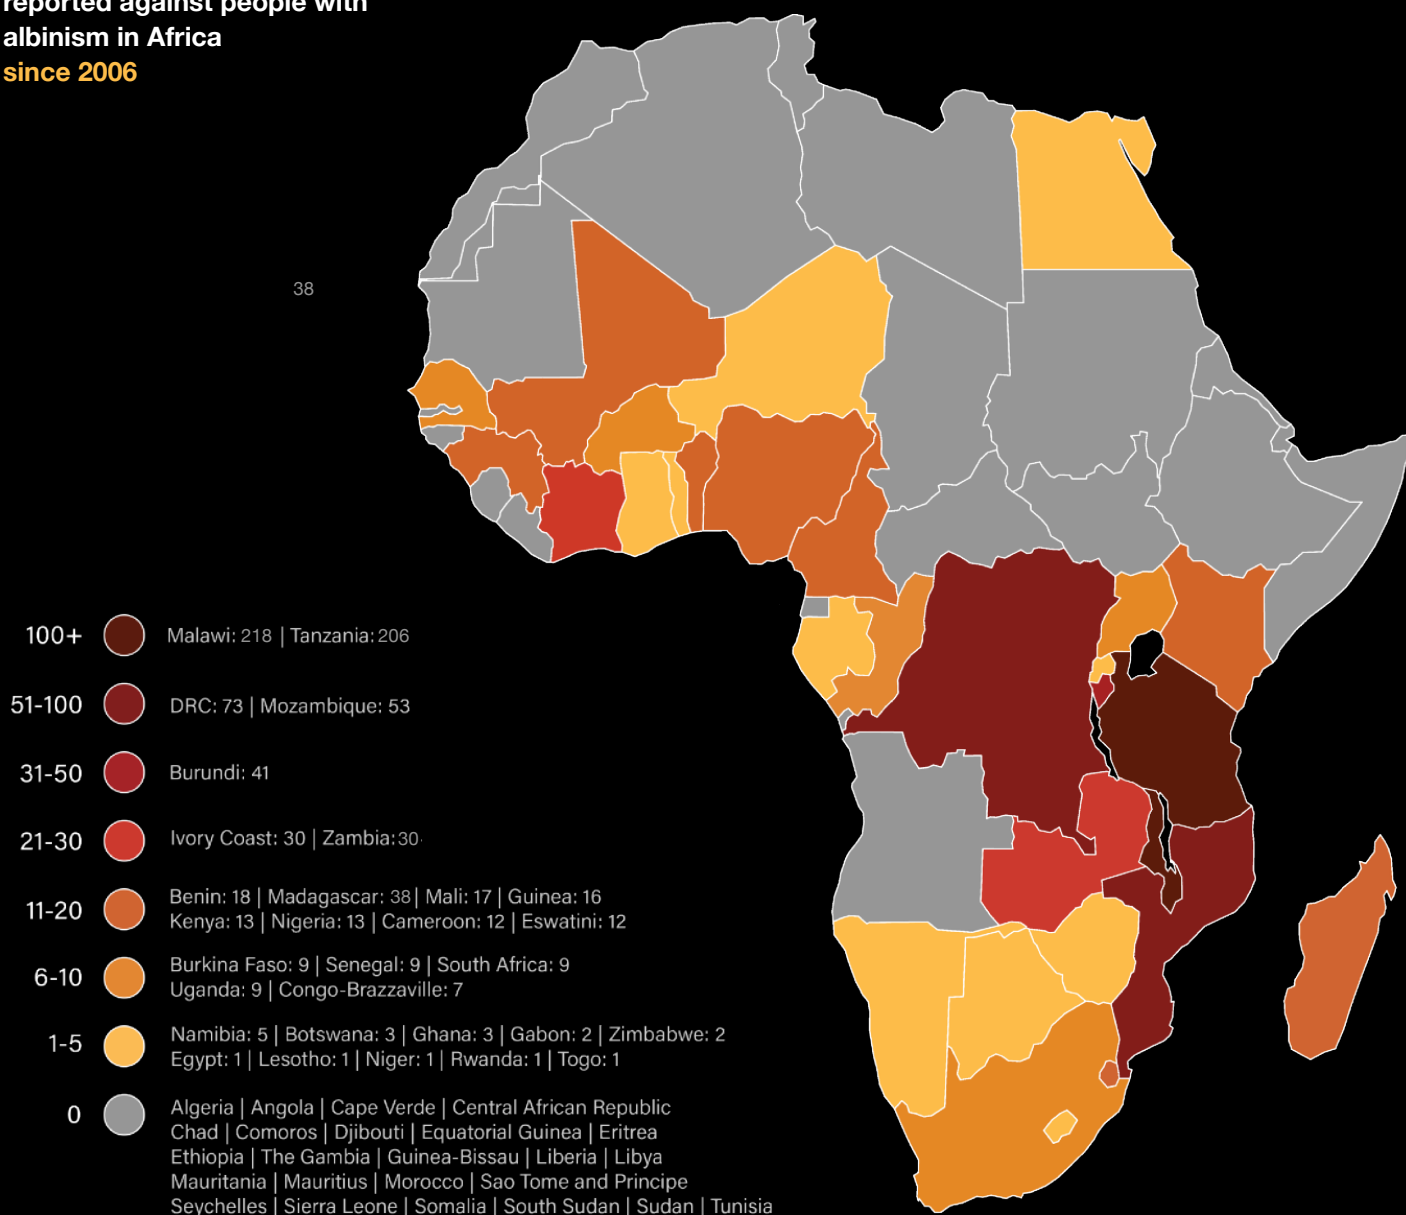 reported against people with
albinism in Africa
since 2006
38
100+ Malawi: 218 | Tanzania: 206
51-100 DRC: 73 | Mozambique: 53
31-50 Burundi: 41
21-30 Ivory Coast: 30 | Zambia: 30
11-20 Benin: 18 | Madagascar: 38 | Mali: 17 | Guinea: 16
Kenya: 13 | Nigeria: 13 | Cameroon: 12 | Eswatini: 12
6-10 Burkina Faso: 9 | Senegal: 9 | South Africa: 9
Uganda: 9 | Congo-Brazzaville: 7
1-5 Namibia: 5 | Botswana: 3 | Ghana: 3 | Gabon: 2 | Zimbabwe: 2
Egypt: 1 | Lesotho: 1 | Niger: 1 | Rwanda: 1 | Togo: 1
0 Algeria | Angola | Cape Verde | Central African Republic
Chad | Comoros | Djibouti | Equatorial Guinea | Eritrea
Ethiopia | The Gambia | Guinea-Bissau | Liberia | Libya
Mauritania | Mauritius | Morocco | Sao Tome and Principe
Seychelles | Sierra Leone | Somalia | South Sudan | Sudan | Tunisia